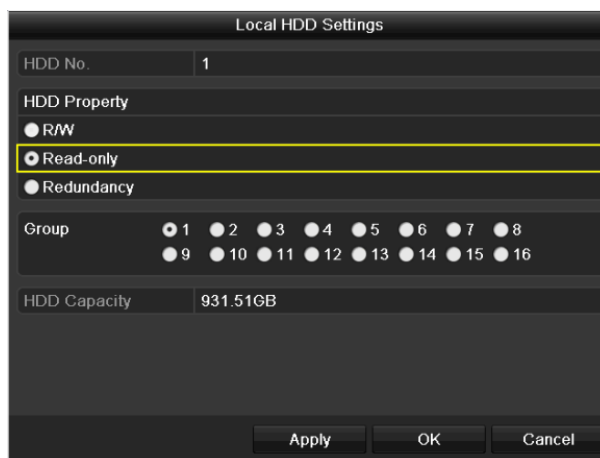 Local HDD Settings
HDD No. 1
HDD Property
R/W
Read-only
Redundancy
Group 1 2 3 4 5 6 7 8
9 10 11 12 13 14 15 16
HDD Capacity 931.51GB
Apply OK Cancel